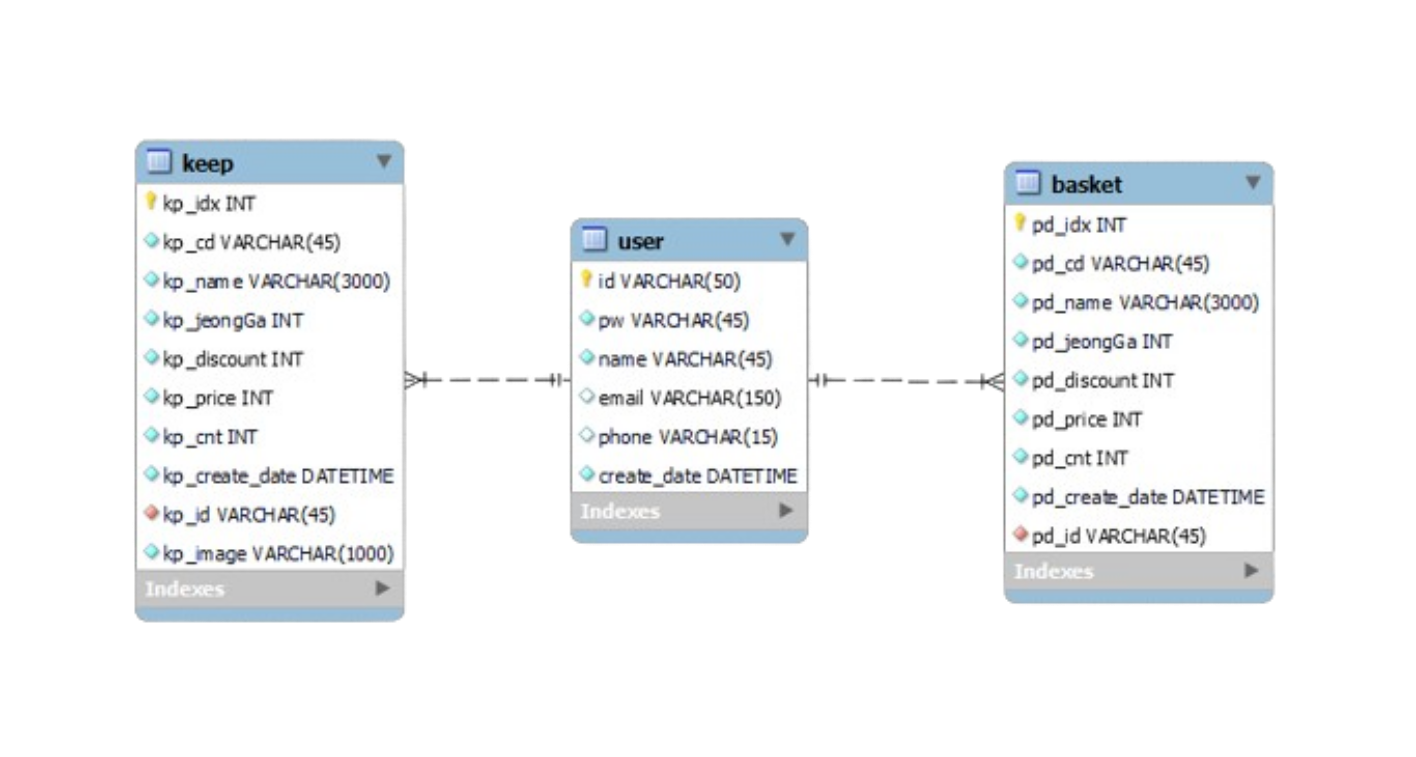 keep
kp_idx INT
kp_cd VARCHAR(45)
kp_name VARCHAR(3000)
kp_jeongGa INT
kp_discount INT
kp_price INT
kp_cnt INT
kp_create_date DATETIME
kp_id VARCHAR(45)
kp_image VARCHAR(1000)
Indexes
user
id VARCHAR(50)
pw VARCHAR(45)
name VARCHAR(45)
email VARCHAR(150)
phone VARCHAR(15)
create_date DATETIME
Indexes
basket
pd_idx INT
pd_cd VARCHAR(45)
pd_name VARCHAR(3000)
pd_jeongGa INT
pd_discount INT
pd_price INT
pd_cnt INT
pd_create_date DATETIME
pd_id VARCHAR(45)
Indexes